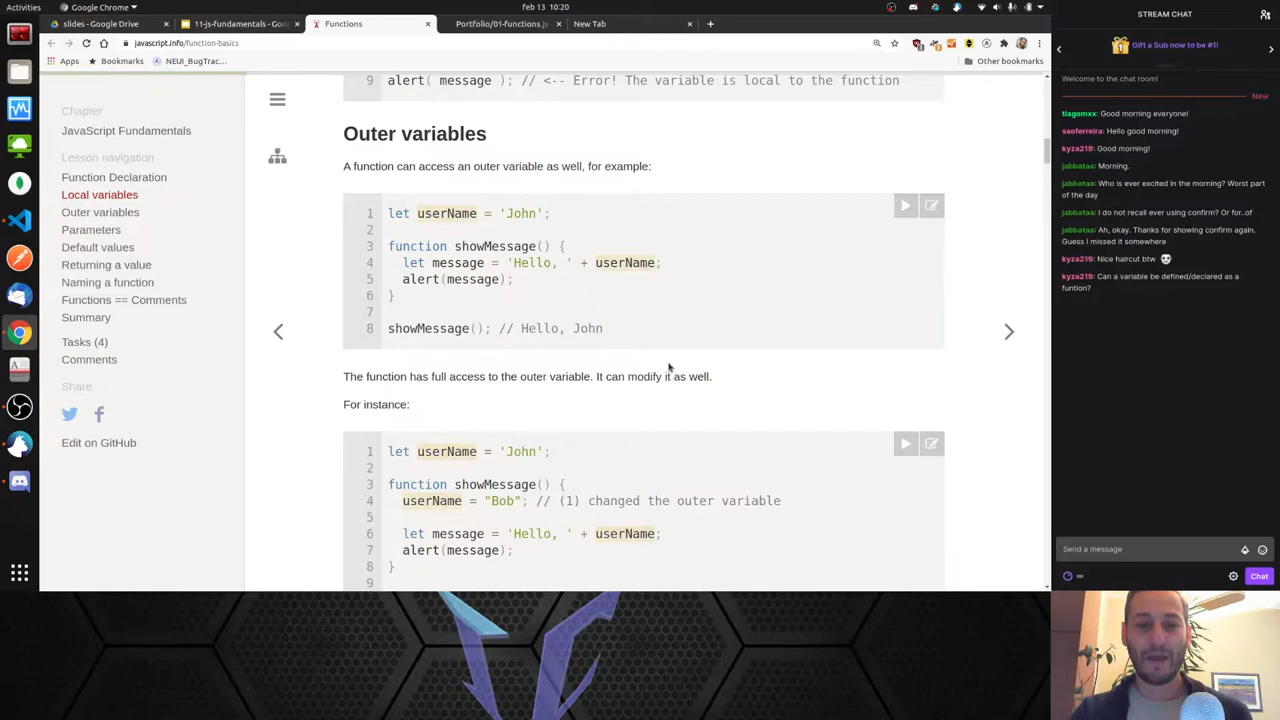 Activities
Google Chrome
feb 13 10:20
slides - Google Drive
11-js-fundamentals - Goo
Functions
Portfolio/01-functions.js
New Tab
javascript.info/function-basics
Apps
Bookmarks
NEUI_BugTrac...
Other bookmarks
Chapter
JavaScript Fundamentals
Lesson navigation
Function Declaration
Local variables
Outer variables
Parameters
Default values
Returning a value
Naming a function
Functions == Comments
Summary
Tasks (4)
Comments
Share
Edit on GitHub
9 alert( message ); // <-- Error! The variable is local to the function
Outer variables
A function can access an outer variable as well, for example:
1 let userName = 'John';
2
3 function showMessage() {
4 let message = 'Hello, ' + userName;
5 alert(message);
6 }
7
8 showMessage(); // Hello, John
The function has full access to the outer variable. It can modify it as well.
For instance:
1 let userName = 'John';
2
3 function showMessage() {
4 userName = "Bob"; // (1) changed the outer variable
5
6 let message = 'Hello, ' + userName;
7 alert(message);
8 }
9
STREAM CHAT
Gift a Sub now to be #1!
Welcome to the chat room!
New
tiagomxx: Good morning everyone!
saoferreira: Hello good morning!
kyza219: Good morning!
jabbataa: Morning.
jabbataa: Who is ever excited in the morning? Worst part
of the day
jabbataa: I do not recall ever using confirm? Or for..of
jabbataa: Ah, okay. Thanks for showing confirm again.
Guess I missed it somewhere
kyza219: Nice haircut btw
kyza219: Can a variable be defined/declared as a
funtion?
Send a message
∞
Chat